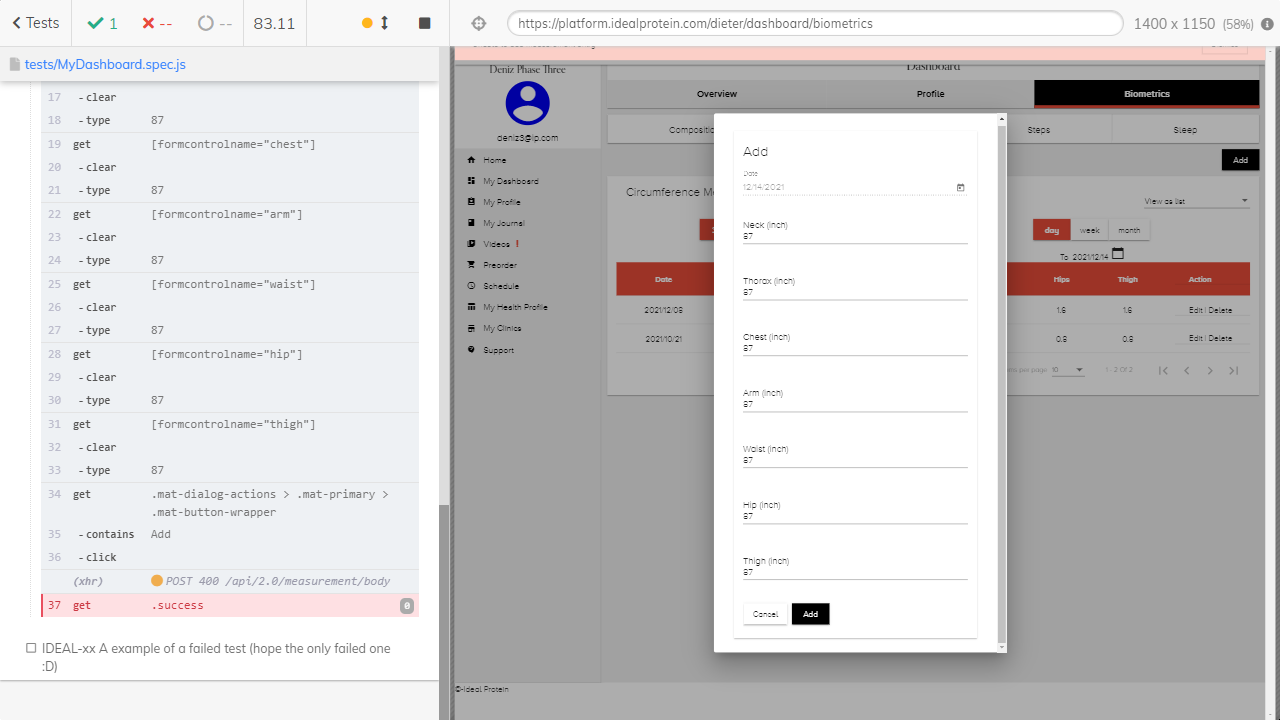 Tests
1
--
--
83.11
https://platform.idealprotein.com/dieter/dashboard/biometrics
1400 x 1150 (58%)
tests/MyDashboard.spec.js
17 - clear
18 - type 87
19 get [formcontrolname="chest"]
20 - clear
21 - type 87
22 get [formcontrolname="arm"]
23 - clear
24 - type 87
25 get [formcontrolname="waist"]
26 - clear
27 - type 87
28 get [formcontrolname="hip"]
29 - clear
30 - type 87
31 get [formcontrolname="thigh"]
32 - clear
33 - type 87
34 get .mat-dialog-actions > .mat-primary >
.mat-button-wrapper
35 - contains Add
36 - click
(xhr) POST 400 /api/2.0/measurement/body
37 get .success 0
IDEAL-xx A example of a failed test (hope the only failed one
:D)
Deniz Phase Three
deniz3@ip.com
Home
My Dashboard
My Profile
My Journal
Videos !
Preorder
Schedule
My Health Profile
My Clinics
Support
Dashboard
Overview Profile Biometrics
Steps Sleep
Add
View as list
day week month
To 2021/12/14
Date Hips Thigh Action
2021/12/09 1.6 1.6 Edit | Delete
2021/10/21 0.8 0.8 Edit | Delete
per page 10 1 - 2 Of 2
Add
Date
12/14/2021
Neck (inch)
87
Thorax (inch)
87
Chest (inch)
87
Arm (inch)
87
Waist (inch)
87
Hip (inch)
87
Thign (inch)
87
Cancel Add
©-Ideal Protein